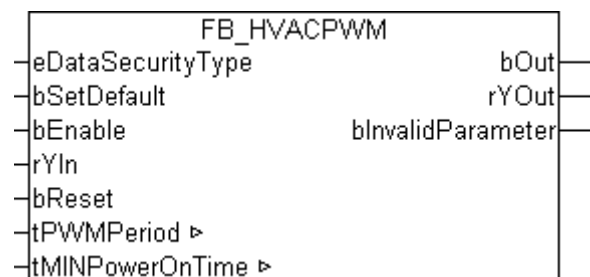 FB_HVACPWM
eDataSecurityType bOut
bSetDefault rYOut
bEnable bInvalidParameter
rYIn
bReset
tPWMPeriod ▷
tMINPowerOnTime ▷